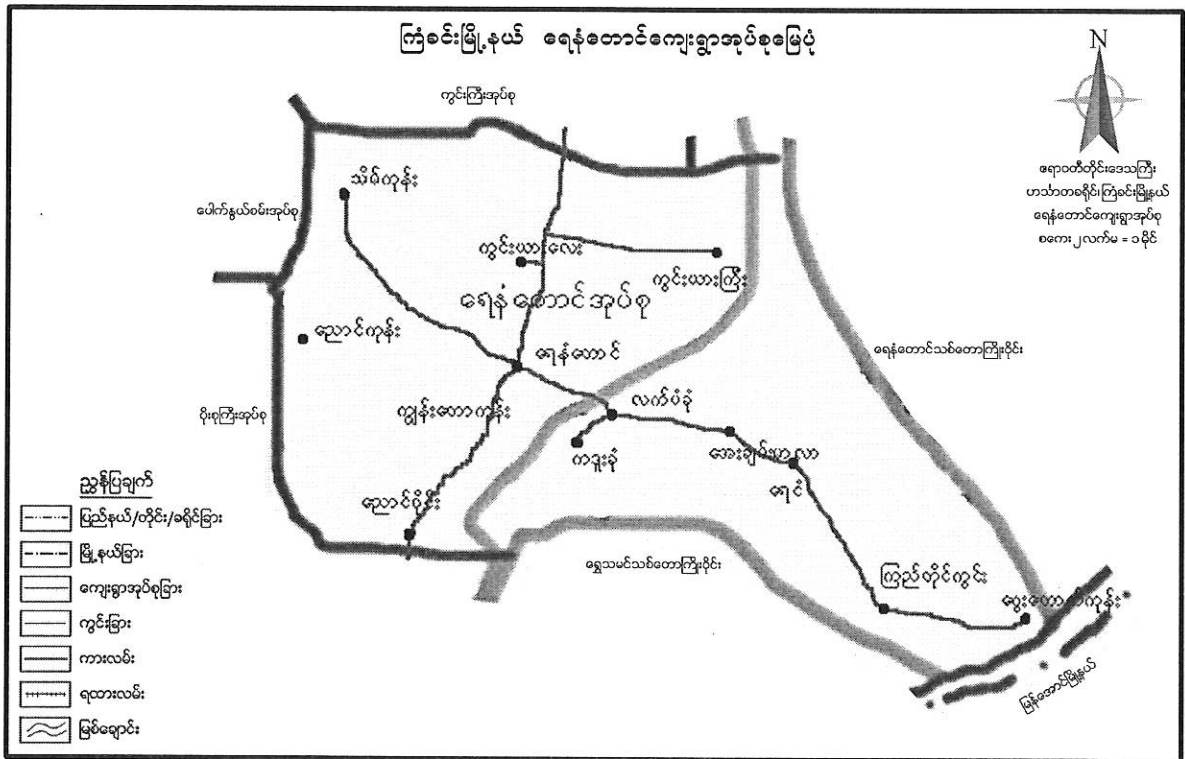 ကြံခင်းမြို့နယ် ရေနံတောင်ကျေးရွာအုပ်စုမြေပုံ
N
ကွင်းကြီးအုပ်စု
ဧရာဝတီတိုင်းဒေသကြီး
ဟင်္သာတခရိုင်၊ကြံခင်းမြို့နယ်
ရေနံတောင်ကျေးရွာအုပ်စု
စကေး၂လက်မ = ၁မိုင်
သိမ်ကုန်း
ပေါက်နွယ်စမ်းအုပ်စု
ကွင်းယားလေး
ကွင်းယားကြီး
ရေနံတောင်အုပ်စု
ညောင်ကုန်း
ရေနံတောင်
ရေနံတောင်သစ်တောကြိုးဝိုင်း
ကျွန်းတောကုန်း
လက်ပံခုံ
ပိုးစုကြီးအုပ်စု
ကဒူးခုံ
အေးချမ်းဟလာ
ရေငံ
ညောင်ပိုင်း
ရွှေသမင်သစ်တောကြိုးဝိုင်း
ကြည်တိုင်ကွင်း
မြန်အောင်မြို့နယ်
ညွှန်ပြချက်
ပြည်နယ်/တိုင်း/ခရိုင်ခြား
မြို့နယ်ခြား
ကျေးရွာအုပ်စုခြား
ကွင်းခြား
ကားလမ်း
ရထားလမ်း
မြစ်ချောင်း